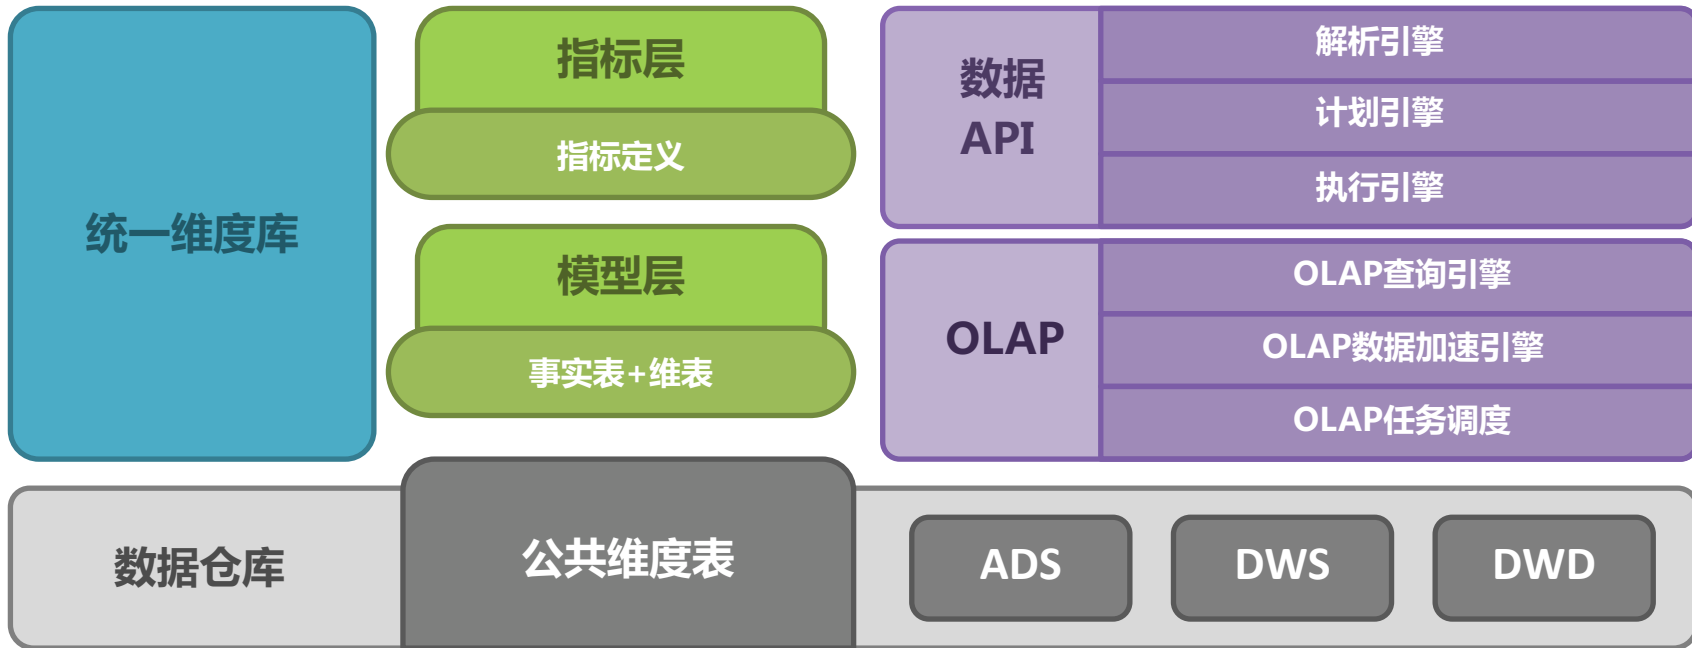 统一维度库
指标层
指标定义
模型层
事实表+维表
数据
API
解析引擎
计划引擎
执行引擎
OLAP
OLAP查询引擎
OLAP数据加速引擎
OLAP任务调度
数据仓库
公共维度表
ADS
DWS
DWD